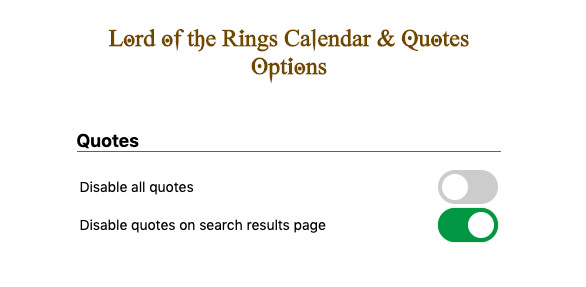 Lord of the Rings Calendar & Quotes
Options
Quotes
Disable all quotes
Disable quotes on search results page